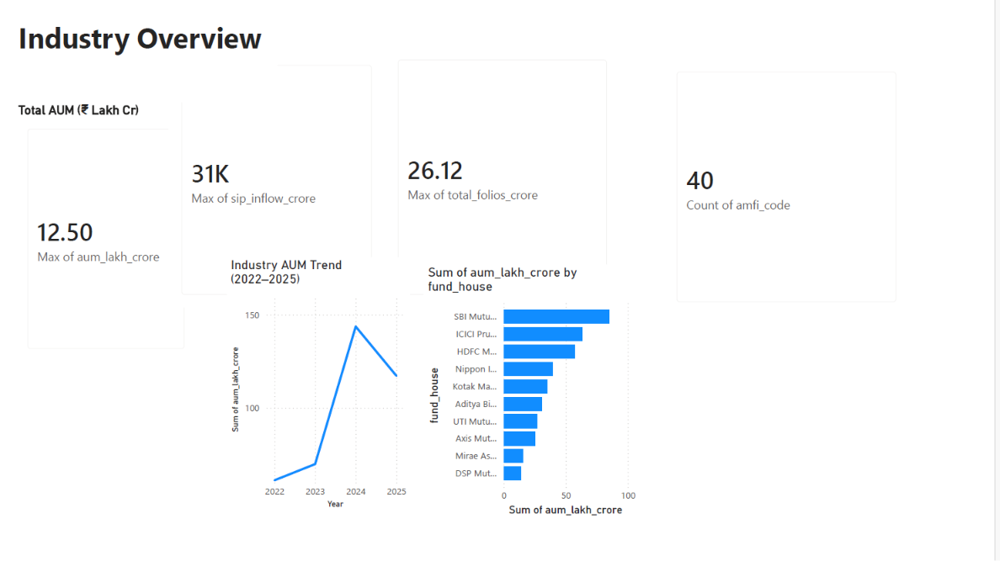 Industry Overview
Total AUM (₹ Lakh Cr)
12.50
Max of aum_lakh_crore
31K
Max of sip_inflow_crore
26.12
Max of total_folios_crore
40
Count of amfi_code
Industry AUM Trend
(2022–2025)
Sum of aum_lakh_crore
150
100
2022 2023 2024 2025
Year
Sum of aum_lakh_crore by
fund_house
fund_house
SBI Mutu...
ICICI Pru...
HDFC M...
Nippon I...
Kotak Ma...
Aditya Bi...
UTI Mutu...
Axis Mut...
Mirae As...
DSP Mut...
0 50 100
Sum of aum_lakh_crore